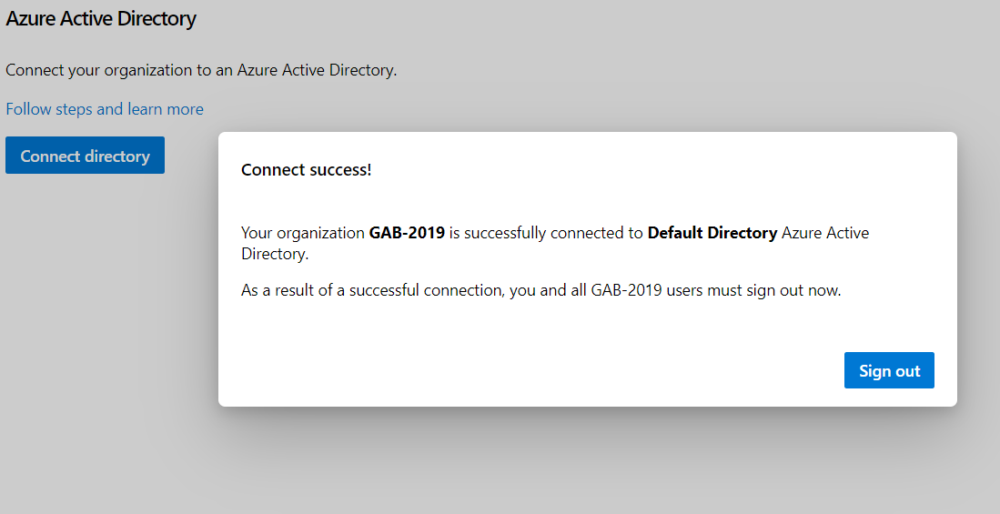 Azure Active Directory
Connect your organization to an Azure Active Directory.
Follow steps and learn more
Connect directory
Connect success!
Your organization GAB-2019 is successfully connected to Default Directory Azure Active
Directory.
As a result of a successful connection, you and all GAB-2019 users must sign out now.
Sign out